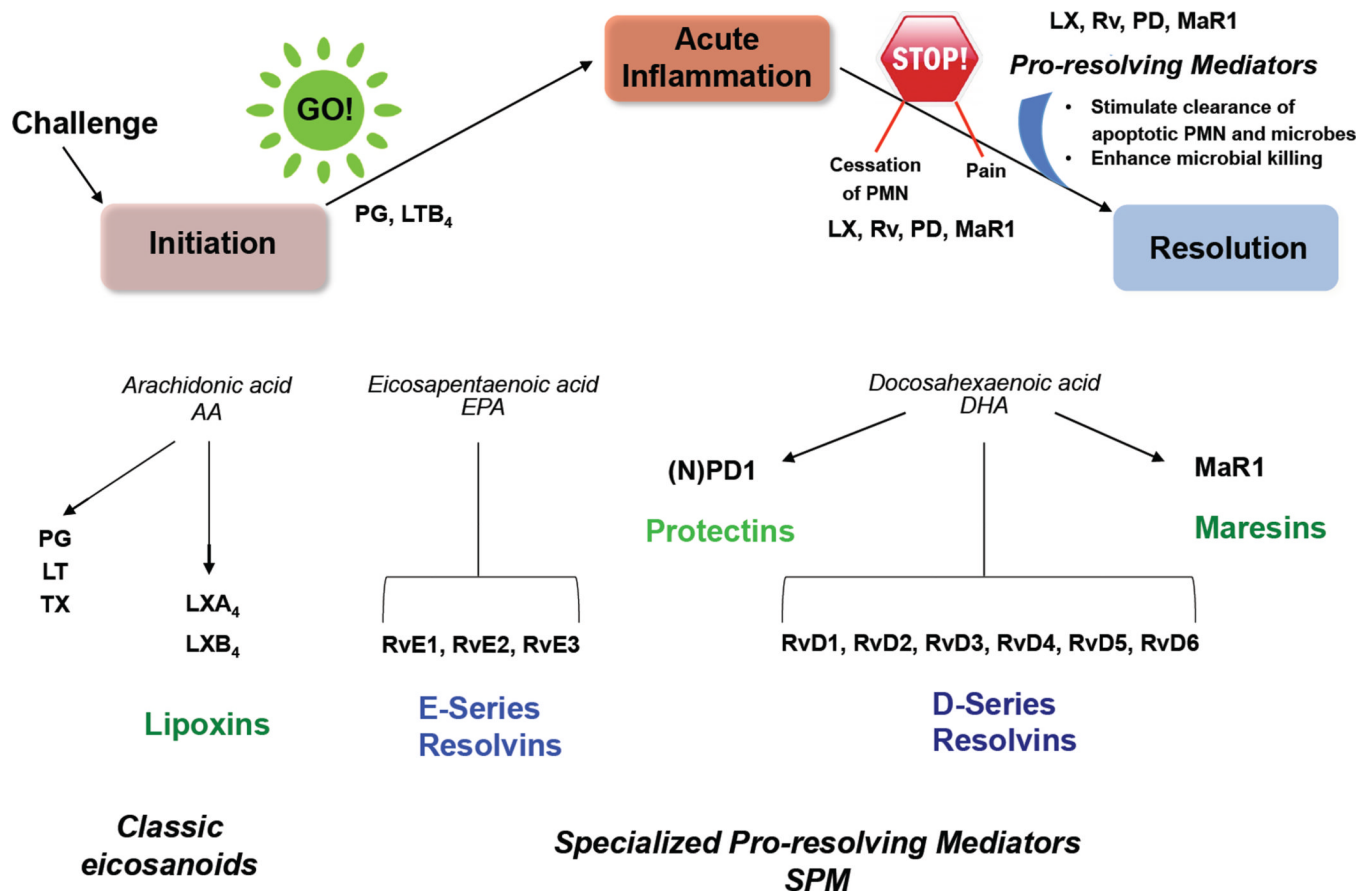 Challenge
GO!
Initiation
PG, LTB₄
Acute
Inflammation
STOP!
Cessation
of PMN
Pain
LX, Rv, PD, MaR1
LX, Rv, PD, MaR1
Pro-resolving Mediators
• Stimulate clearance of
apoptotic PMN and microbes
• Enhance microbial killing
Resolution
Arachidonic acid
AA
PG
LT
TX
LXA₄
LXB₄
Lipoxins
Eicosapentaenoic acid
EPA
RvE1, RvE2, RvE3
E-Series
Resolvins
Docosahexaenoic acid
DHA
(N)PD1
Protectins
MaR1
Maresins
RvD1, RvD2, RvD3, RvD4, RvD5, RvD6
D-Series
Resolvins
Classic
eicosanoids
Specialized Pro-resolving Mediators
SPM